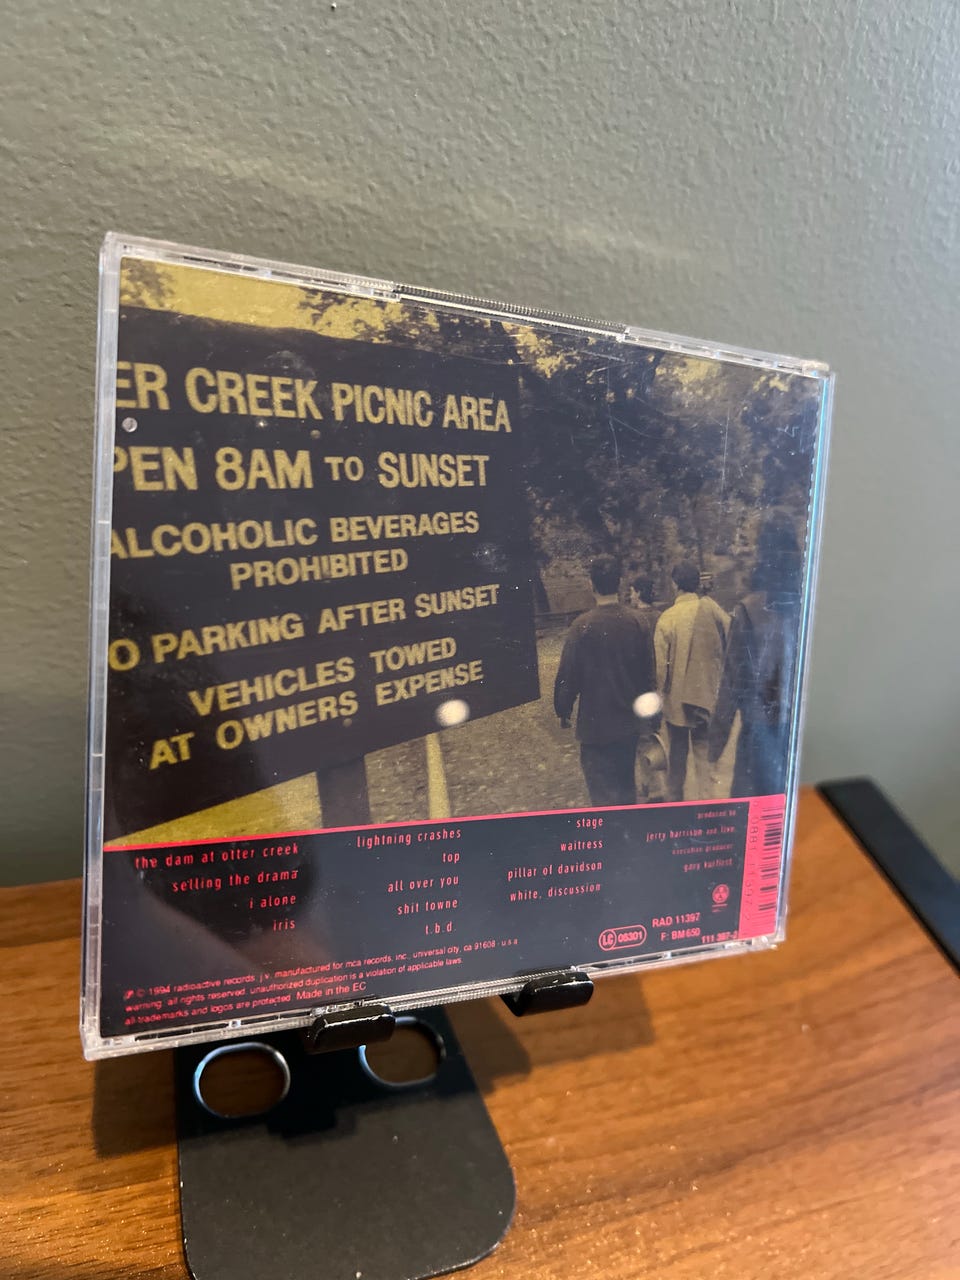 ER CREEK PICNIC AREA
PEN 8AM TO SUNSET
ALCOHOLIC BEVERAGES
PROHIBITED
O PARKING AFTER SUNSET
VEHICLES TOWED
AT OWNERS EXPENSE
the dam at otter creek
selling the drama
i alone
iris
lightning crashes
top
all over you
shit towne
t.b.d.
stage
waitress
pillar of davidson
white, discussion
produced by
jerry harrison and live.
executive producer
gary kurfirst.
LC 06301
RAD 11397
F: BM 650
111 397-2
℗ © 1994 radioactive records, j.v. manufactured for mca records, inc., universal city, ca 91608 - u.s.a
warning: all rights reserved. unauthorized duplication is a violation of applicable laws.
all trademarks and logos are protected. Made in the EC